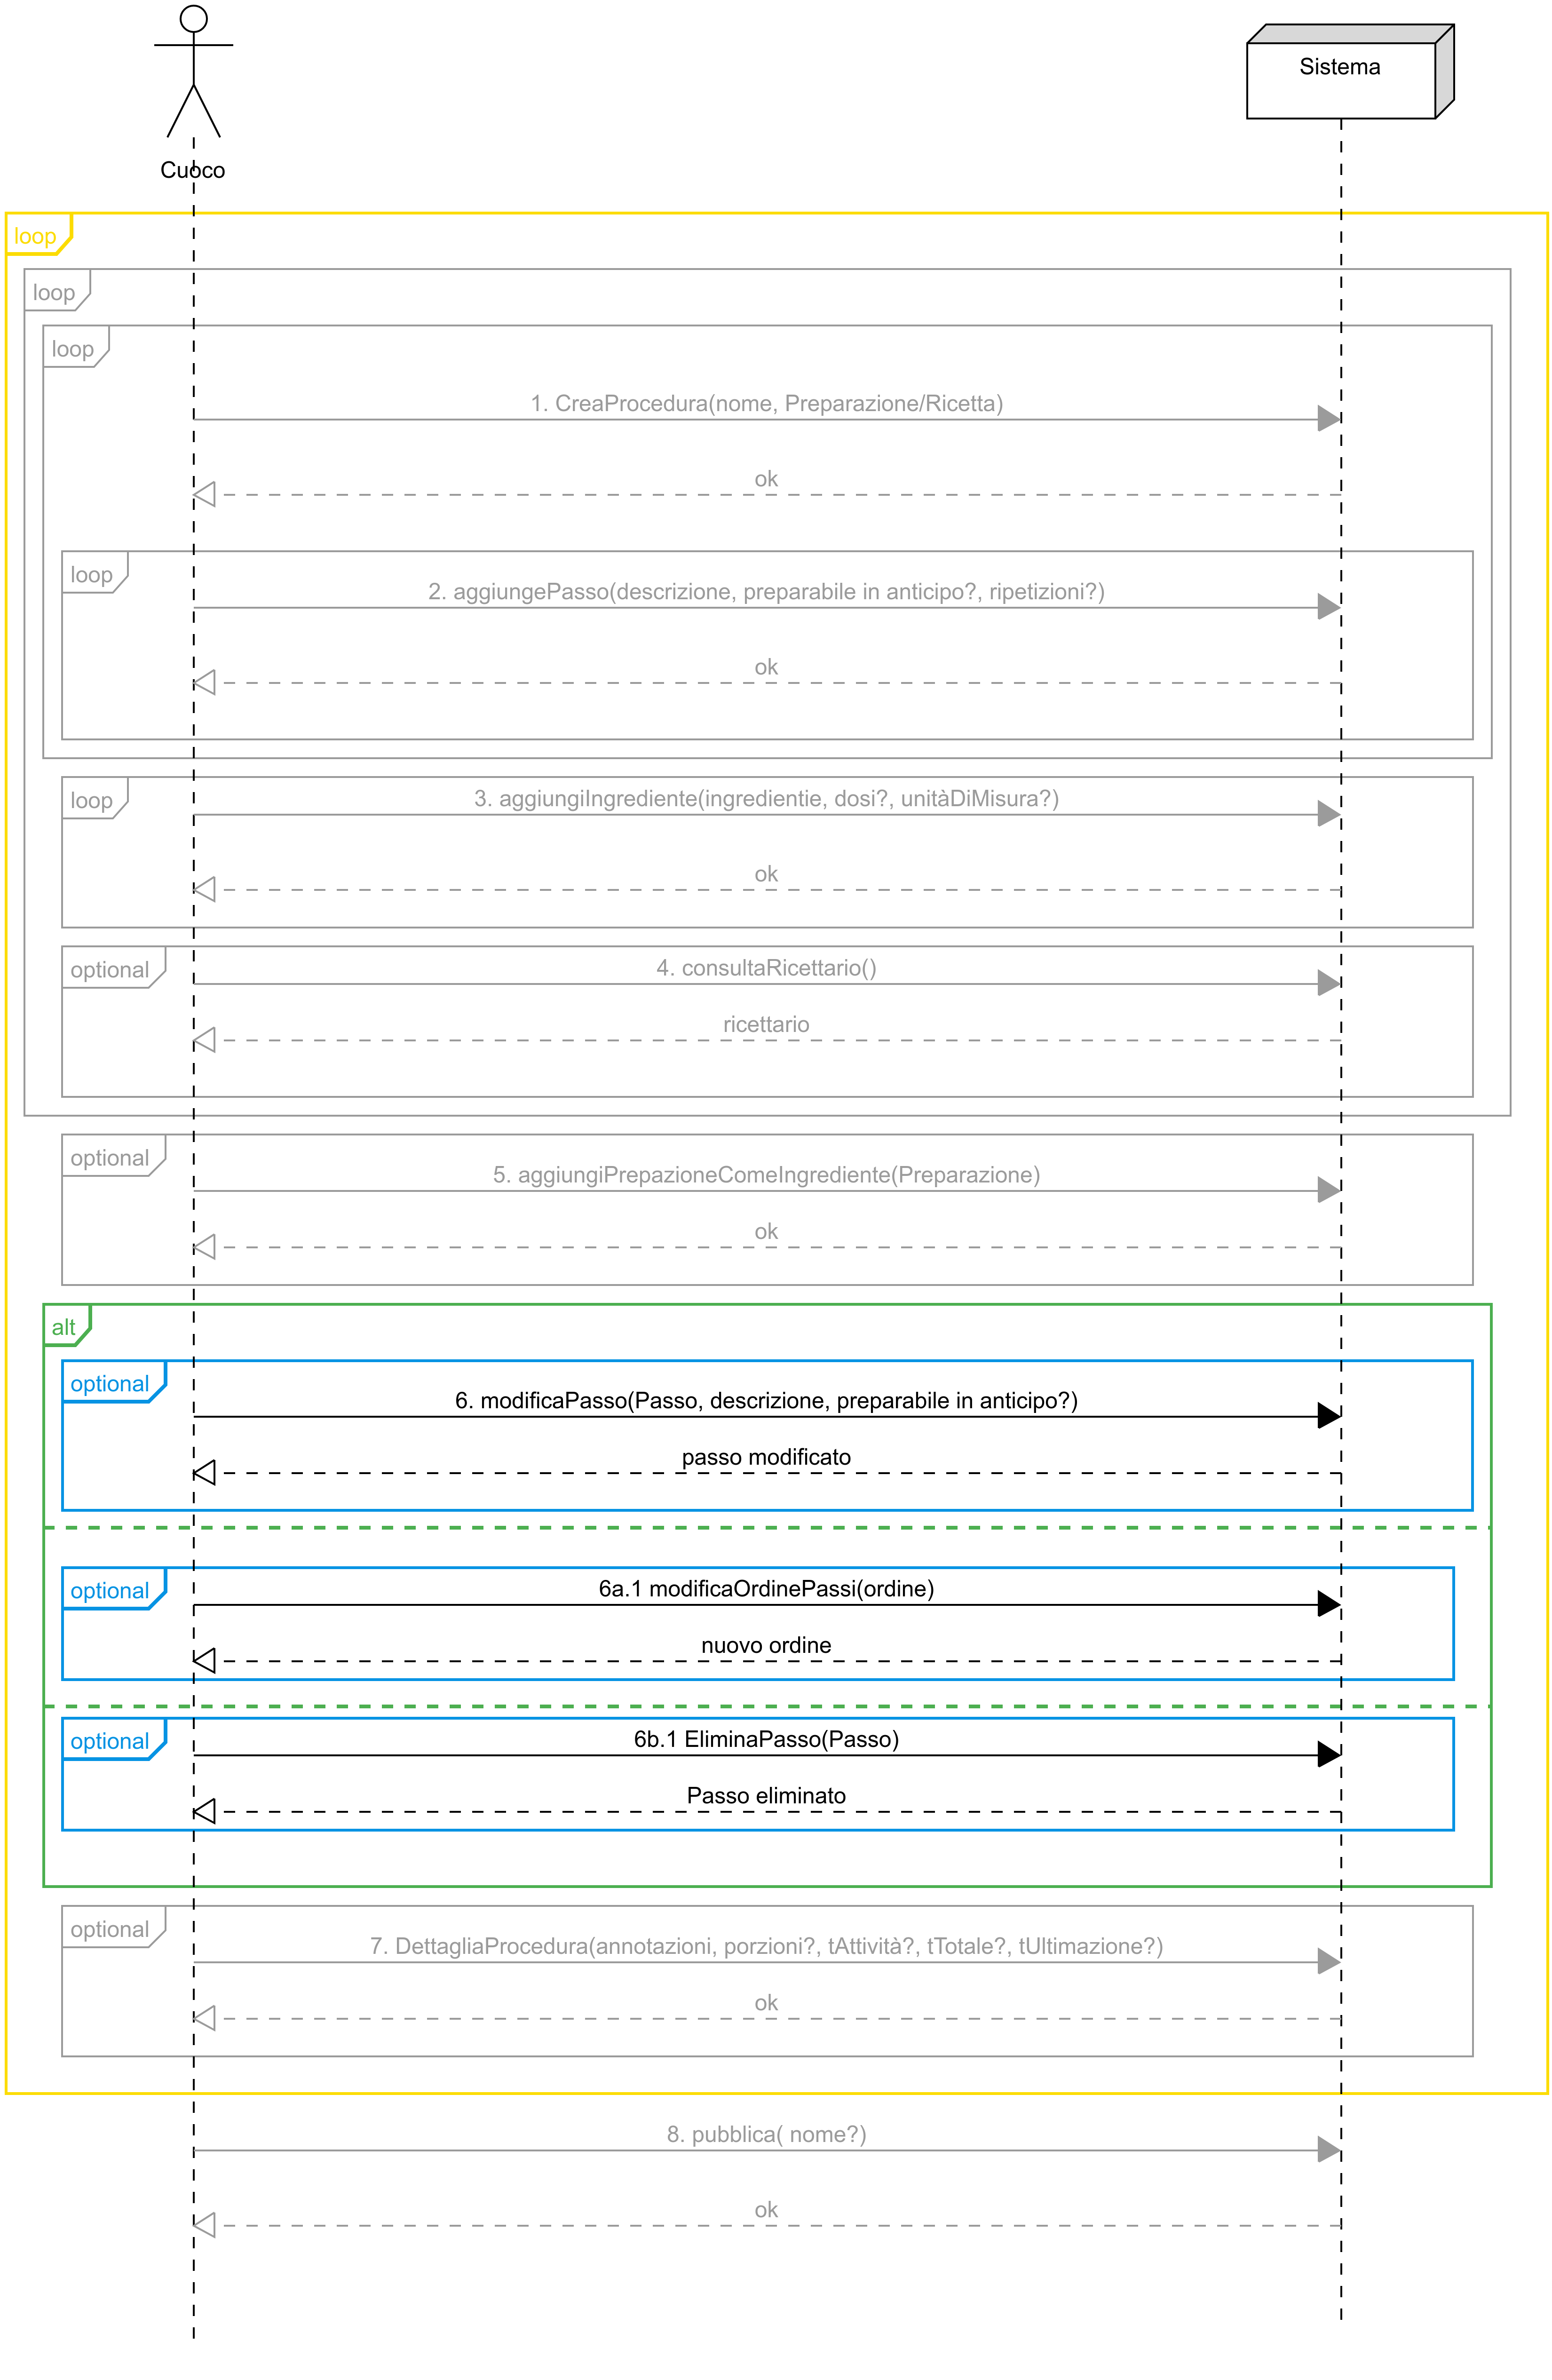 Sistema
Cuoco
loop
loop
loop
1. CreaProcedura(nome, Preparazione/Ricetta)
ok
loop
2. aggiungePasso(descrizione, preparabile in anticipo?, ripetizioni?)
ok
loop
3. aggiungiIngrediente(ingredientie, dosi?, unitàDiMisura?)
ok
optional
4. consultaRicettario()
ricettario
optional
5. aggiungiPrepazioneComeIngrediente(Preparazione)
ok
alt
optional
6. modificaPasso(Passo, descrizione, preparabile in anticipo?)
passo modificato
optional
6a.1 modificaOrdinePassi(ordine)
nuovo ordine
optional
6b.1 EliminaPasso(Passo)
Passo eliminato
optional
7. DettagliaProcedura(annotazioni, porzioni?, tAttività?, tTotale?, tUltimazione?)
ok
8. pubblica( nome?)
ok